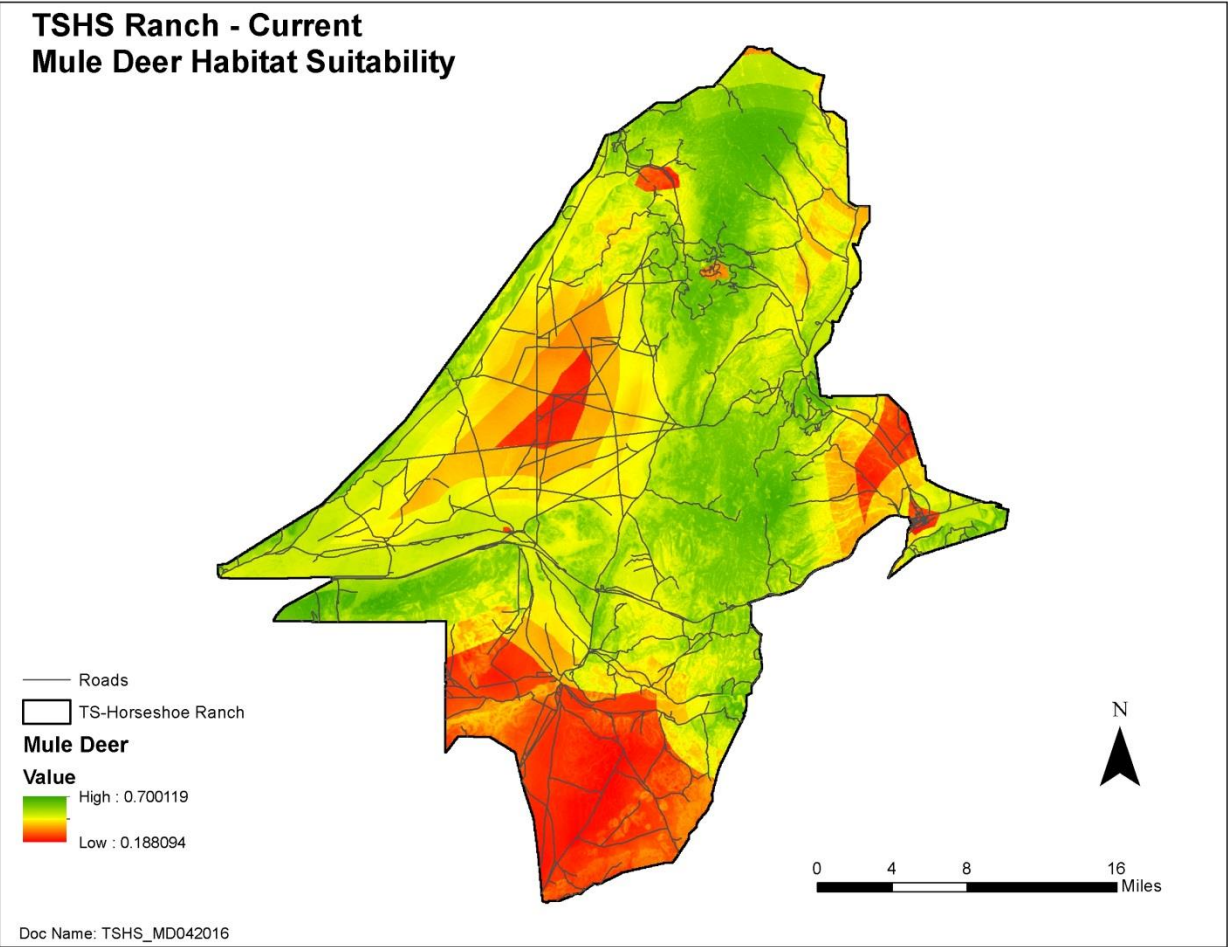 TSHS Ranch - Current
Mule Deer Habitat Suitability
Roads
TS-Horseshoe Ranch
Mule Deer
Value
High : 0.700119
Low : 0.188094
N
0 4 8 16
Miles
Doc Name: TSHS_MD042016